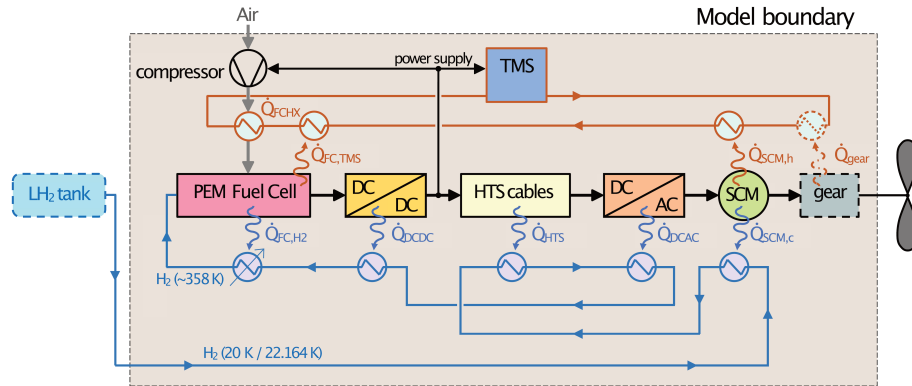 Model boundary
Air
compressor
power supply
TMS
Q̇FCHX
Q̇FC,TMS
Q̇SCM,h
Q̇gear
LH₂ tank
PEM Fuel Cell
DC
DC
HTS cables
DC
AC
SCM
gear
Q̇FC,H2
Q̇DCDC
Q̇HTS
Q̇DCAC
Q̇SCM,c
H₂ (~358 K)
H₂ (20 K / 22.164 K)